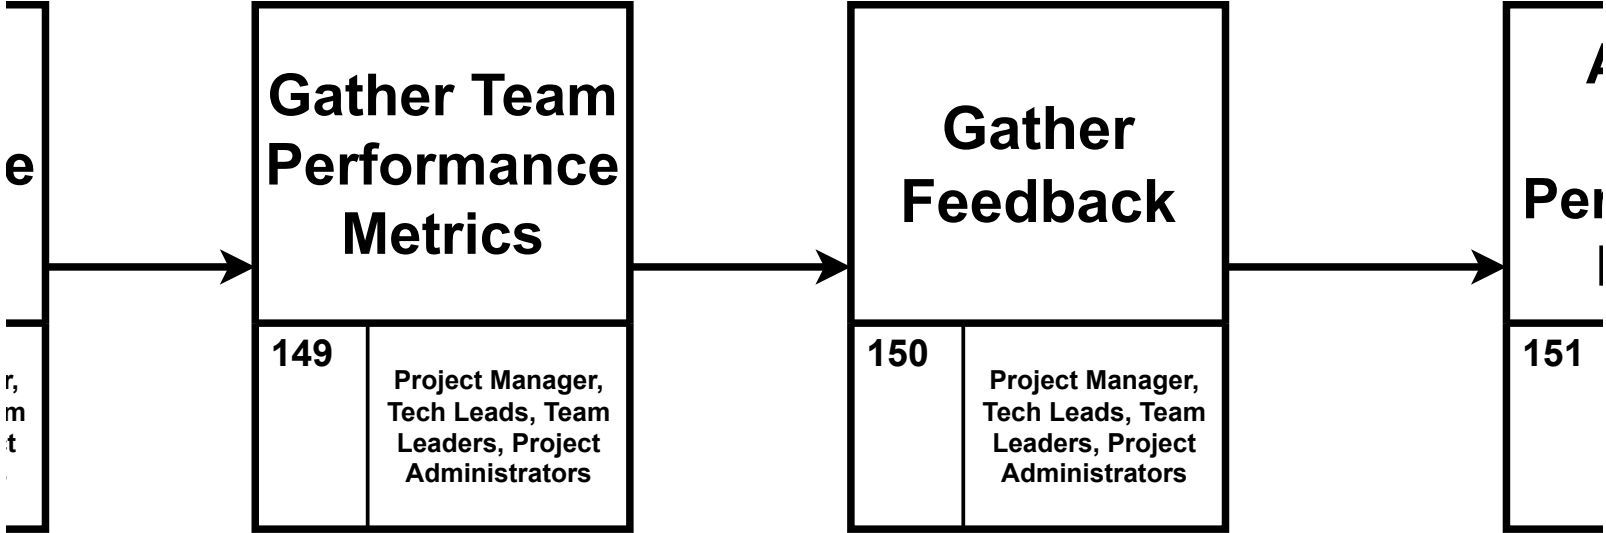 Gather Team
Performance
Metrics
149
Project Manager,
Tech Leads, Team
Leaders, Project
Administrators
Gather
Feedback
150
Project Manager,
Tech Leads, Team
Leaders, Project
Administrators
151